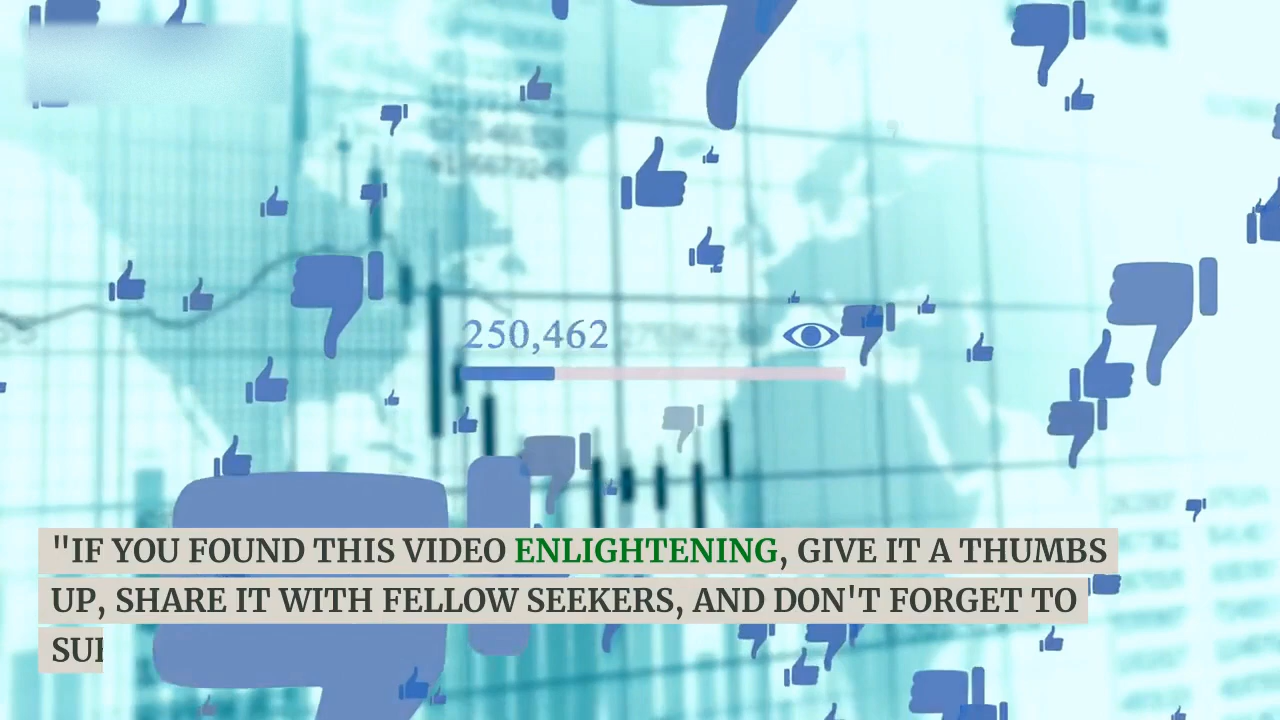 250,462
"IF YOU FOUND THIS VIDEO ENLIGHTENING, GIVE IT A THUMBS
UP, SHARE IT WITH FELLOW SEEKERS, AND DON'T FORGET TO